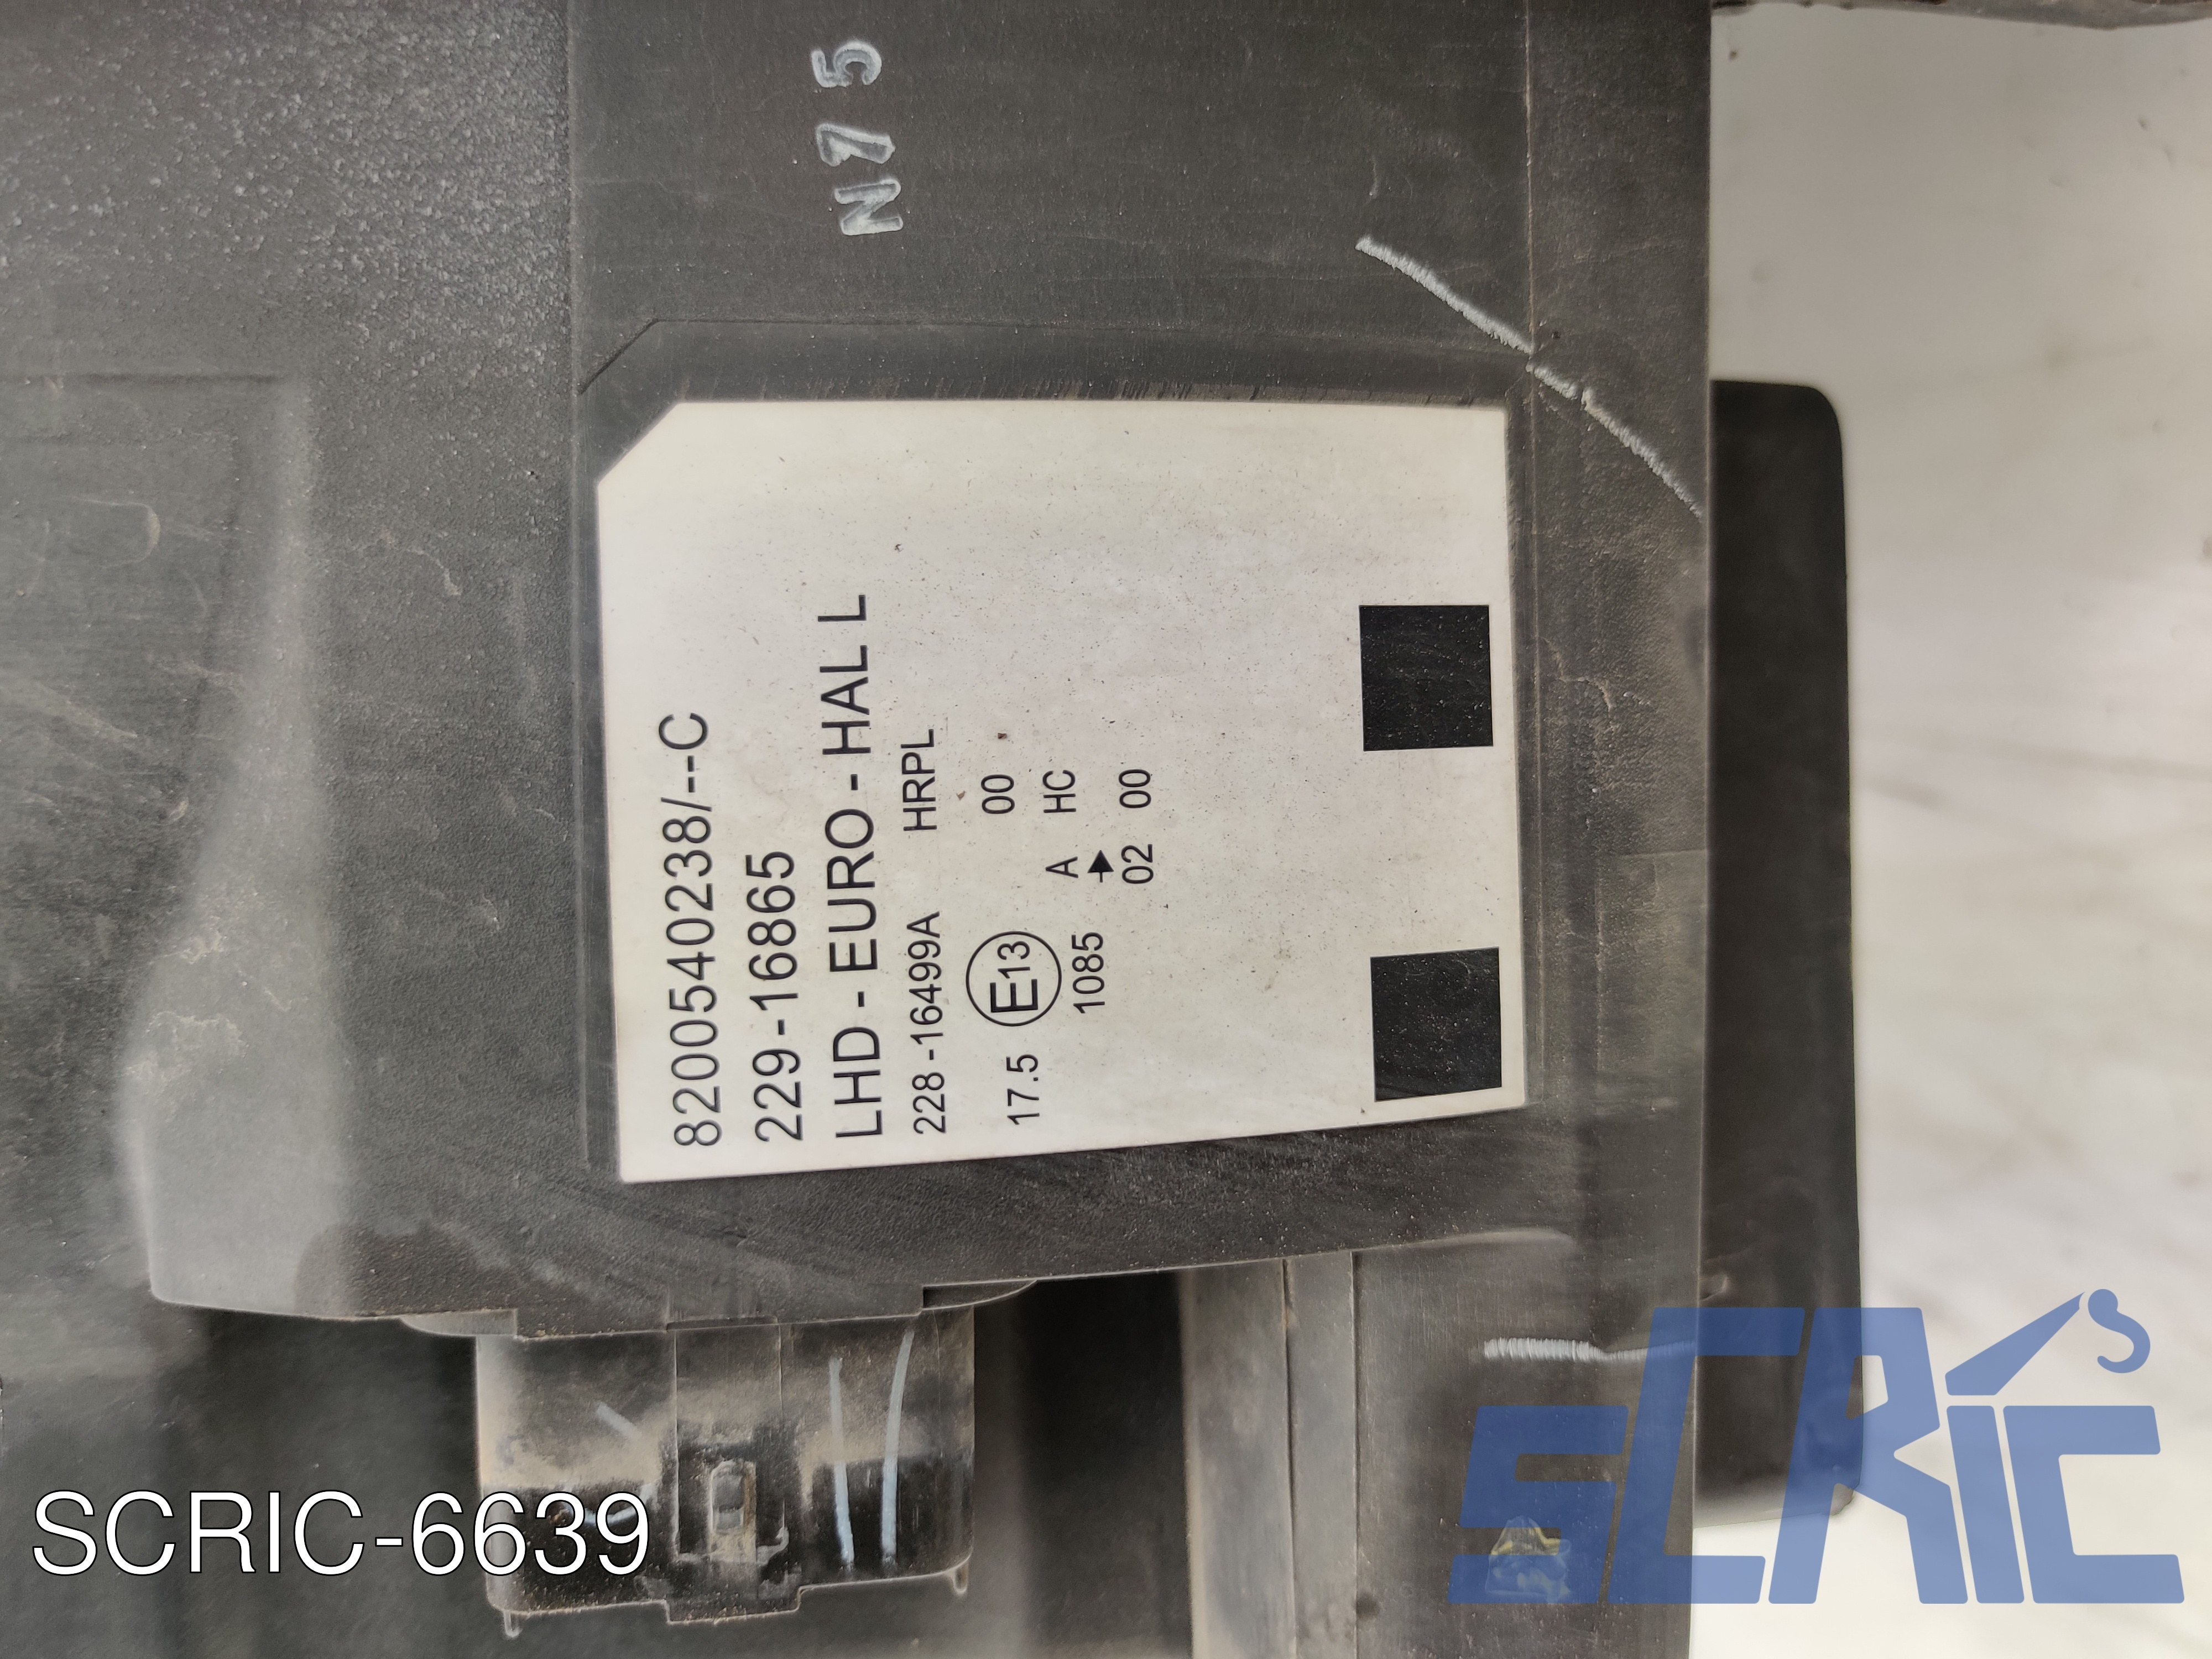 N75
8200540238/--C
229-16865
LHD - EURO - HAL L
228-16499A HRPL
17.5 E13 00
1085 A HC
02 00
SCRIC
SCRIC-6639